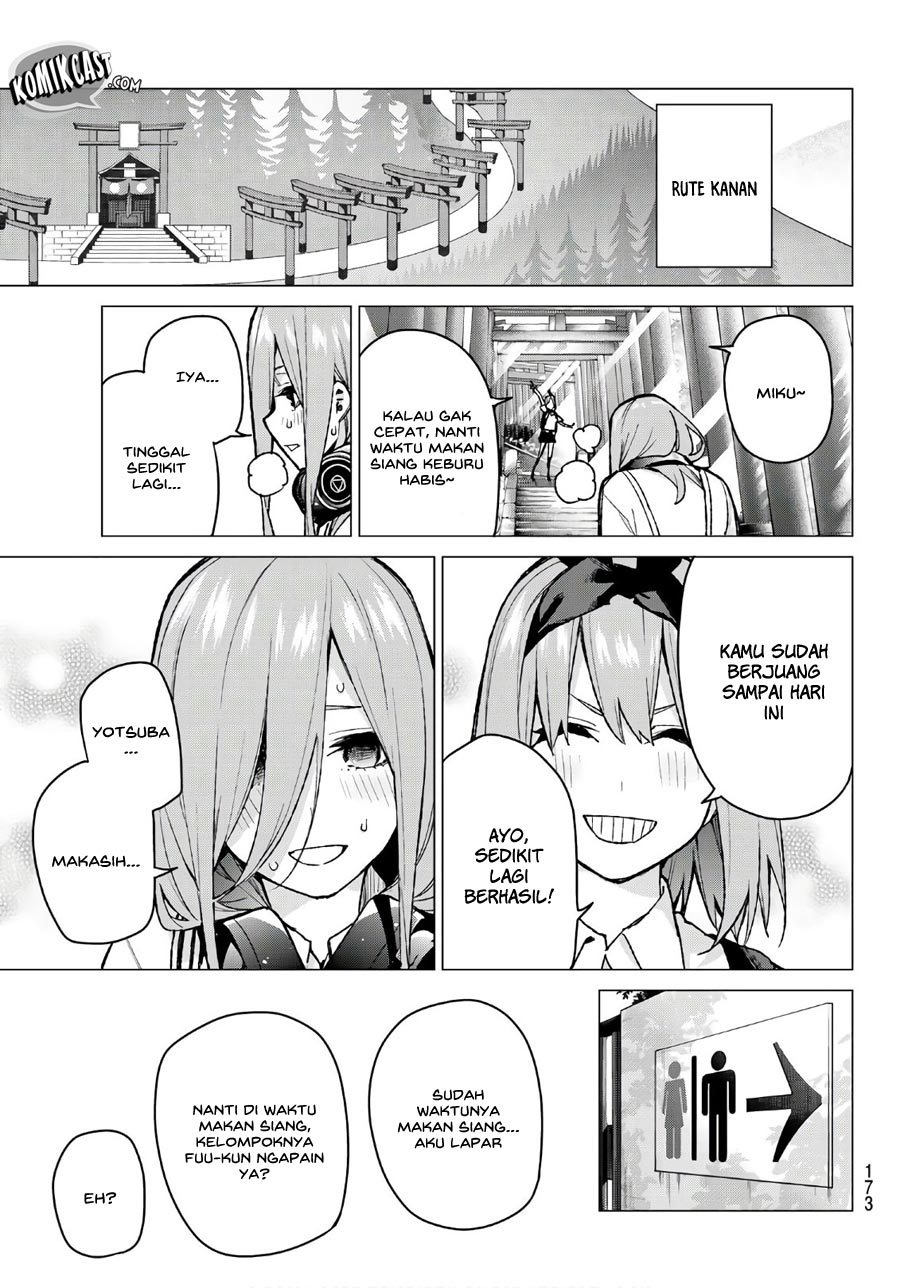 KOMIKCAST
.COM
RUTE KANAN
MIKU~
KALAU GAK
CEPAT, NANTI
WAKTU MAKAN
SIANG KEBURU
HABIS~
IYA...
TINGGAL
SEDIKIT
LAGI...
KAMU SUDAH
BERJUANG
SAMPAI HARI
INI
AYO,
SEDIKIT
LAGI
BERHASIL!
YOTSUBA
...
MAKASIH...
SUDAH
WAKTUNYA
MAKAN SIANG...
AKU LAPAR
NANTI DI WAKTU
MAKAN SIANG,
KELOMPOKNYA
FUU-KUN NGAPAIN
YA?
EH?
173